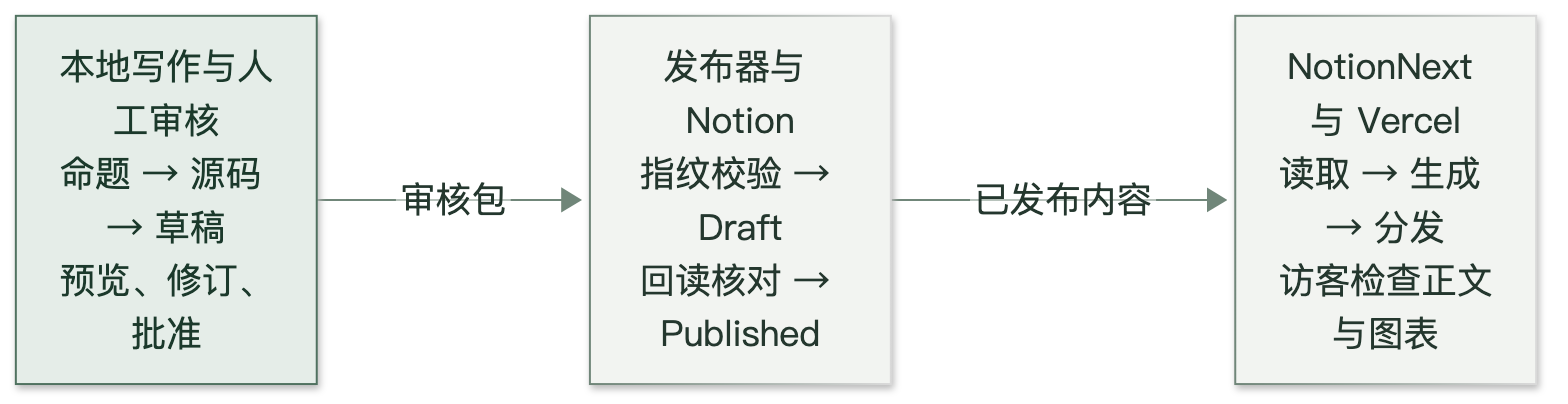 本地写作与人
工审核
命题 → 源码
→ 草稿
预览、修订、
批准
审核包
发布器与
Notion
指纹校验 →
Draft
回读核对 →
Published
已发布内容
NotionNext
与 Vercel
读取 → 生成
→ 分发
访客检查正文
与图表